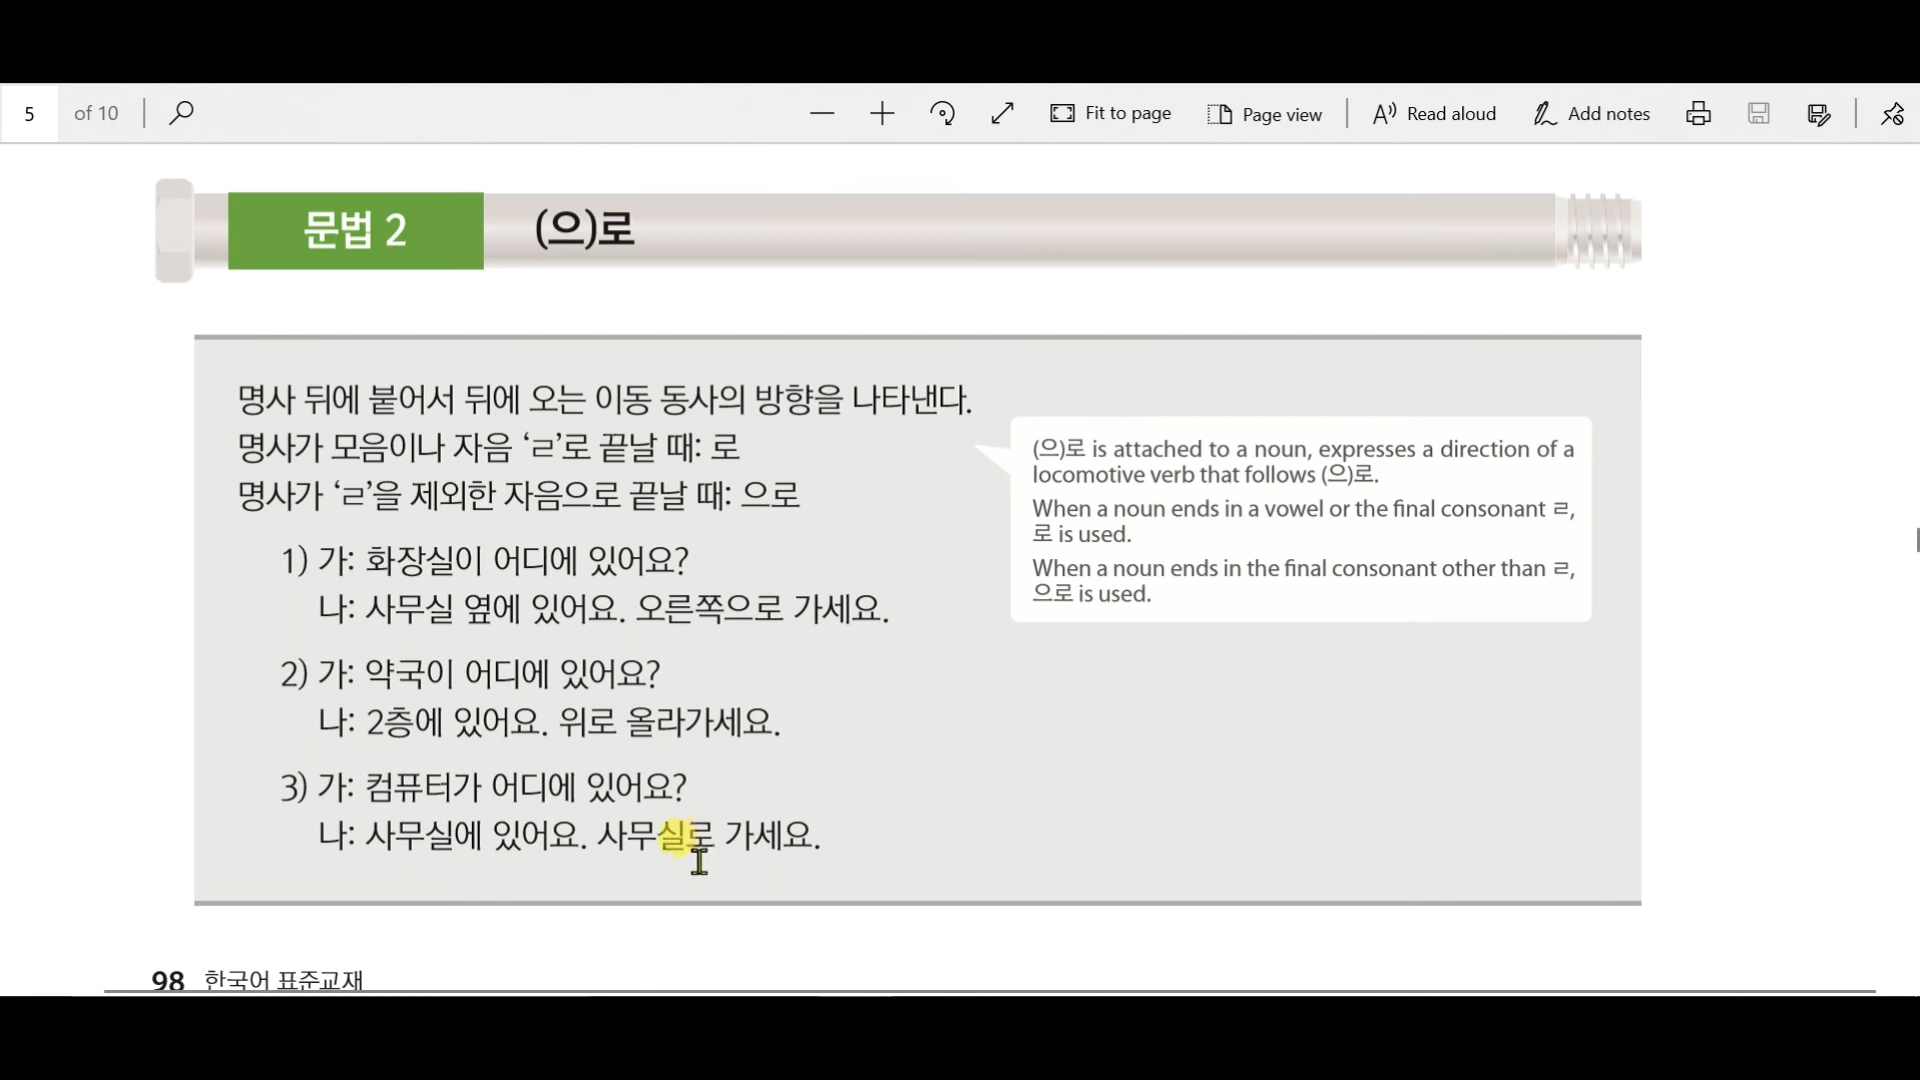 5 of 10 Fit to page Page view Read aloud Add notes
문법 2 (으)로
명사 뒤에 붙어서 뒤에 오는 이동 동사의 방향을 나타낸다.
명사가 모음이나 자음 ‘ㄹ’로 끝날 때: 로
명사가 ‘ㄹ’을 제외한 자음으로 끝날 때: 으로
(으)로 is attached to a noun, expresses a direction of a
locomotive verb that follows (으)로.
When a noun ends in a vowel or the final consonant ㄹ,
로 is used.
When a noun ends in the final consonant other than ㄹ,
으로 is used.
1) 가: 화장실이 어디에 있어요?
나: 사무실 옆에 있어요. 오른쪽으로 가세요.
2) 가: 약국이 어디에 있어요?
나: 2층에 있어요. 위로 올라가세요.
3) 가: 컴퓨터가 어디에 있어요?
나: 사무실에 있어요. 사무실로 가세요.
98 한국어 표준교재